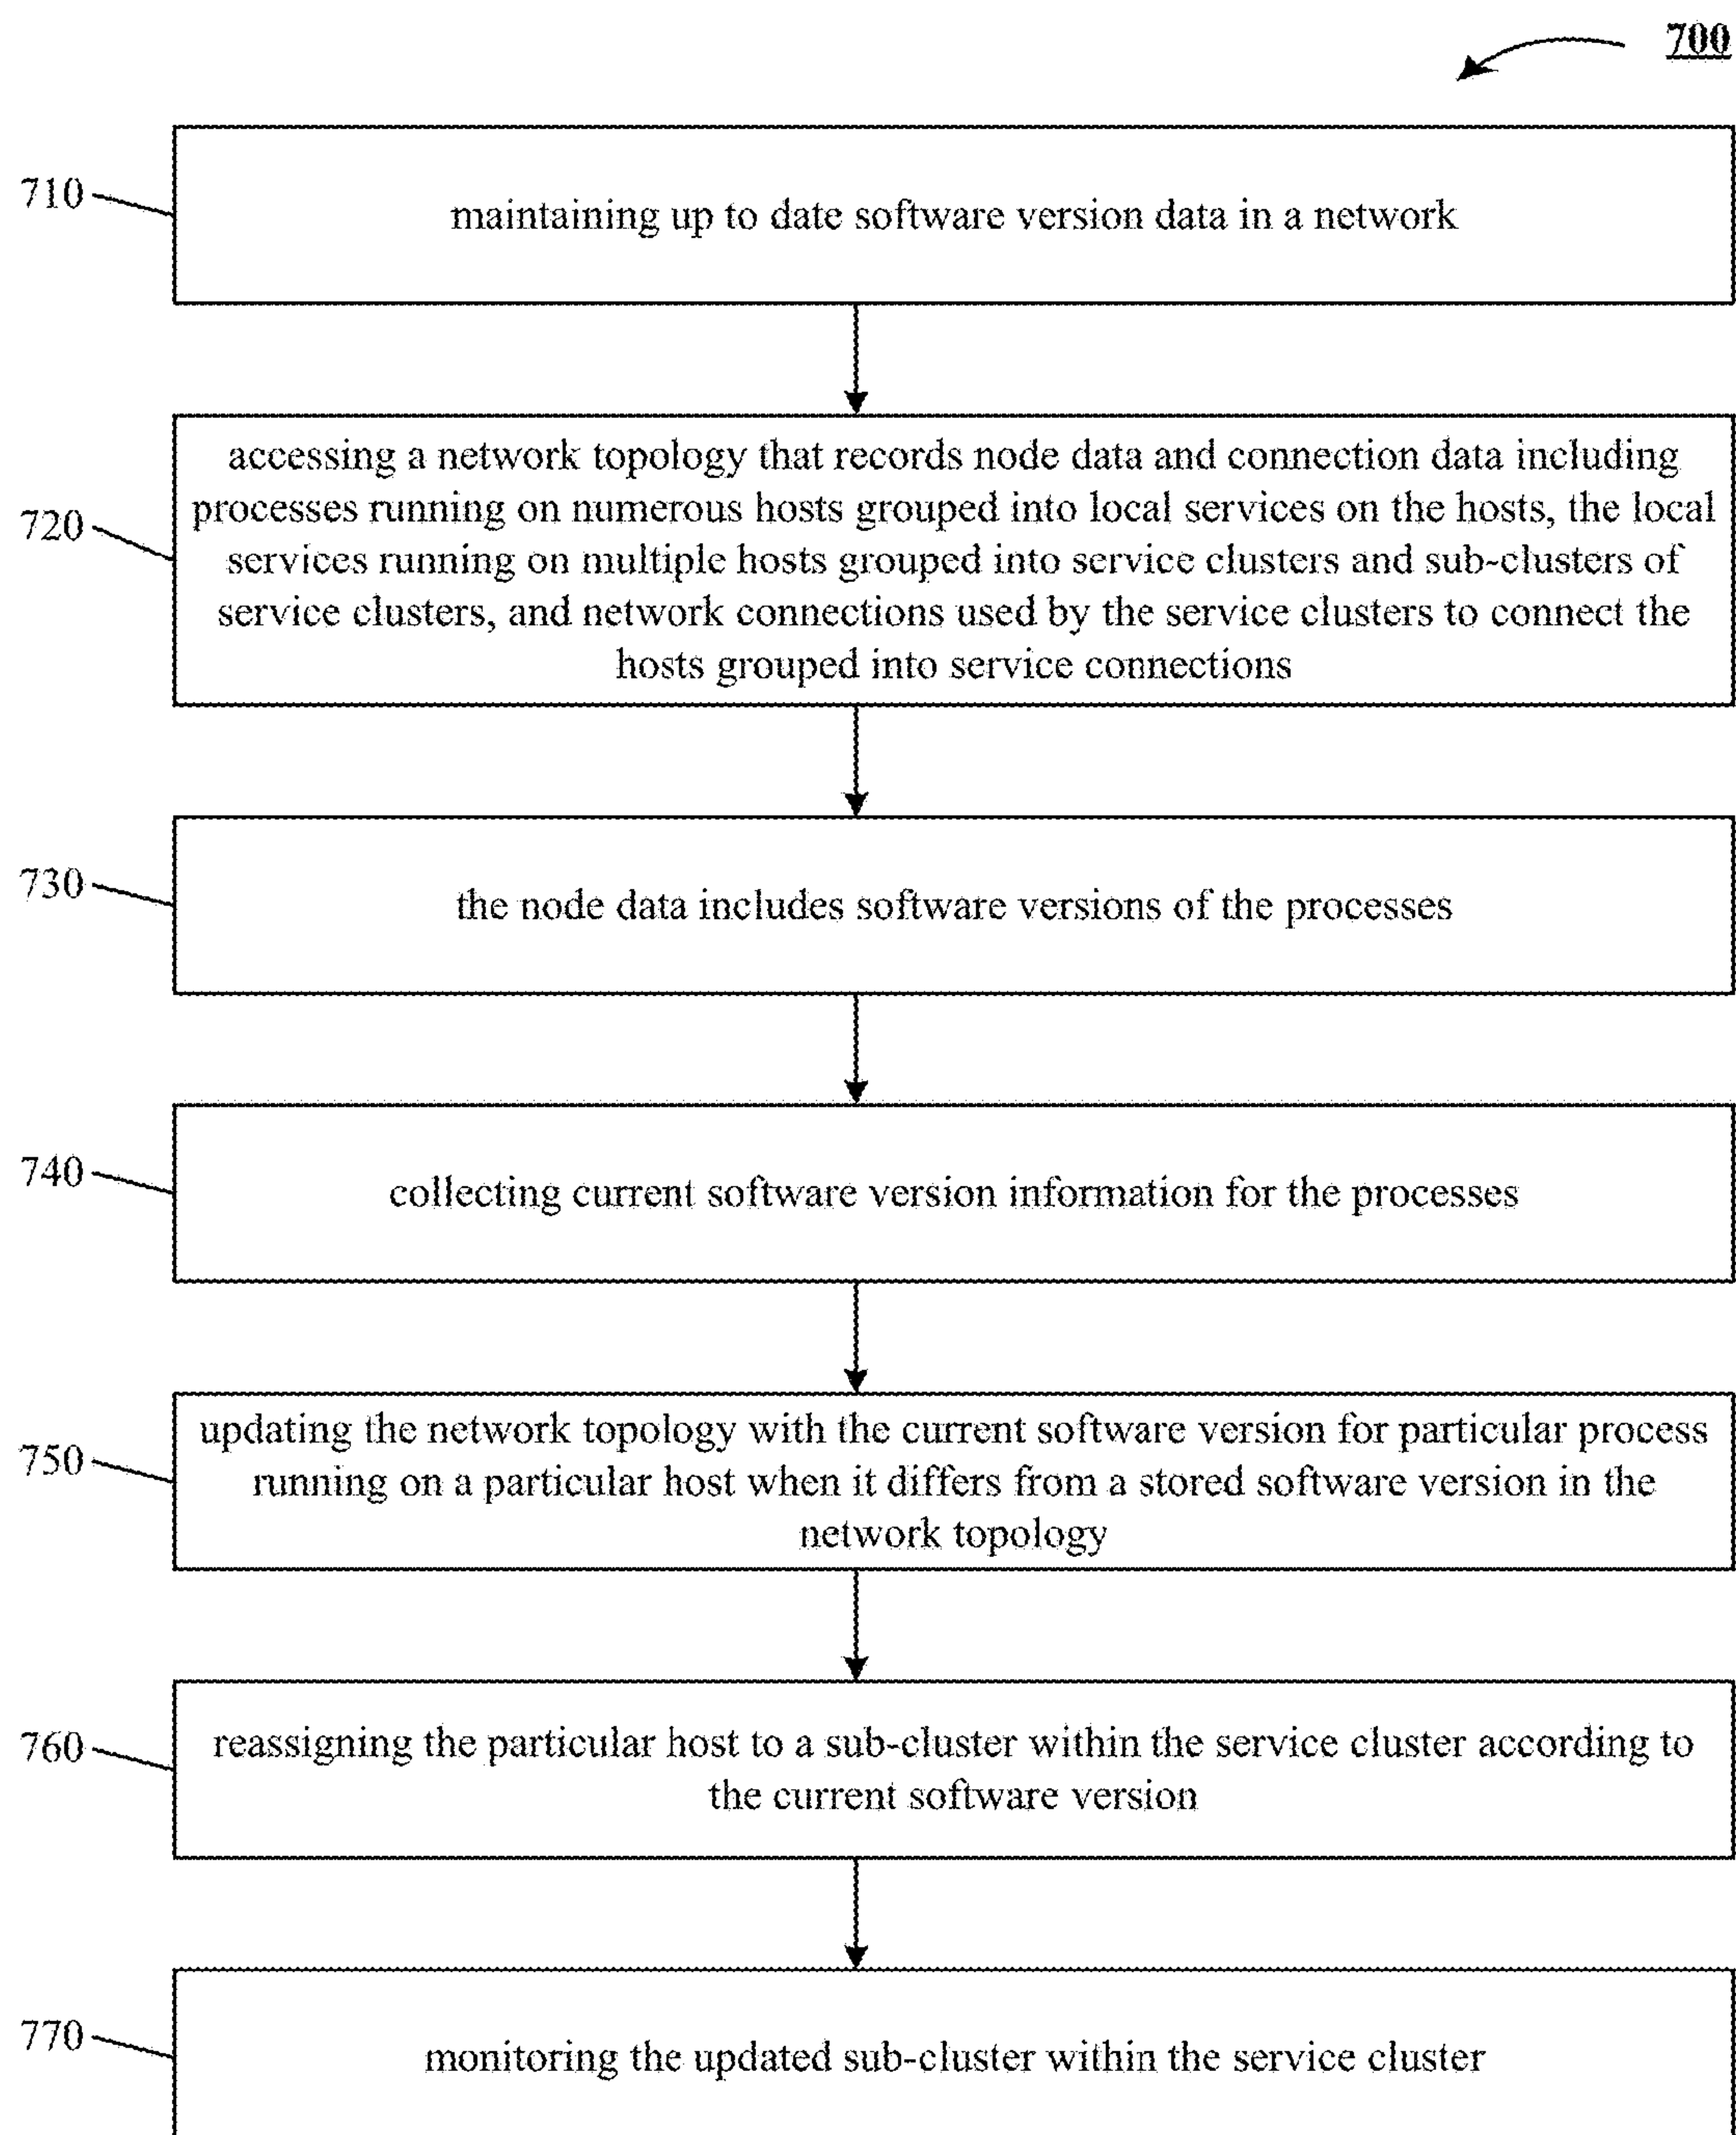 700
710
maintaining up to date software version data in a network
720
accessing a network topology that records node data and connection data including
processes running on numerous hosts grouped into local services on the hosts, the local
services running on multiple hosts grouped into service clusters and sub-clusters of
service clusters, and network connections used by the service clusters to connect the
hosts grouped into service connections
730
the node data includes software versions of the processes
740
collecting current software version information for the processes
750
updating the network topology with the current software version for particular process
running on a particular host when it differs from a stored software version in the
network topology
760
reassigning the particular host to a sub-cluster within the service cluster according to
the current software version
770
monitoring the updated sub-cluster within the service cluster